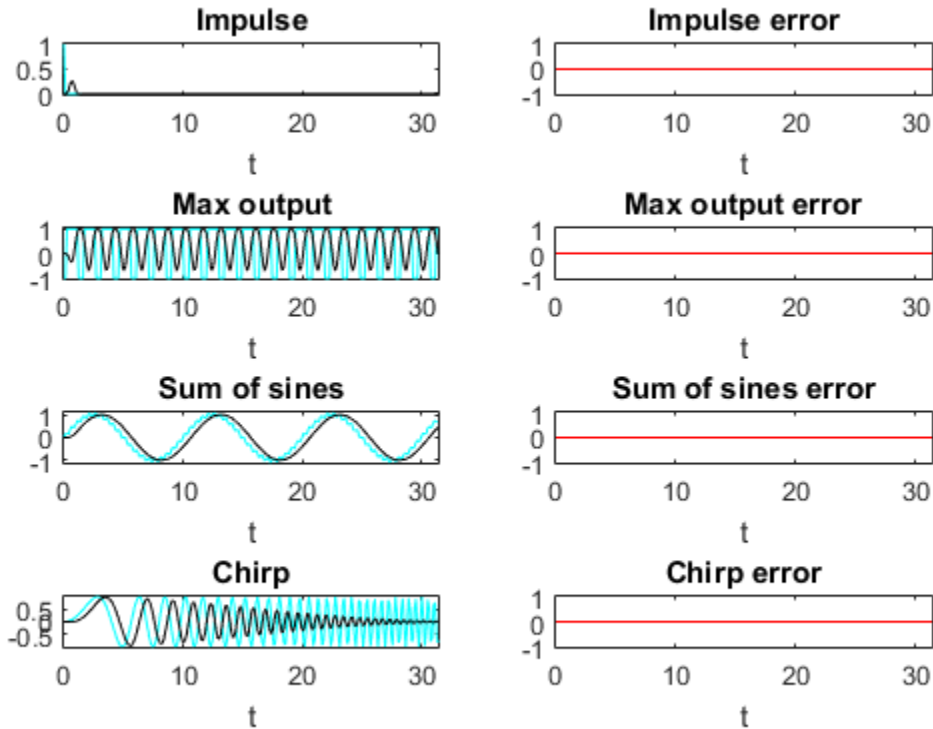 Impulse
1
0.5
0
0 10 20 30
t
Impulse error
1
0
-1
0 10 20 30
t
Max output
1
0
-1
0 10 20 30
t
Max output error
1
0
-1
0 10 20 30
t
Sum of sines
1
0
-1
0 10 20 30
t
Sum of sines error
1
0
-1
0 10 20 30
t
Chirp
0.5
0
-0.5
0 10 20 30
t
Chirp error
1
0
-1
0 10 20 30
t